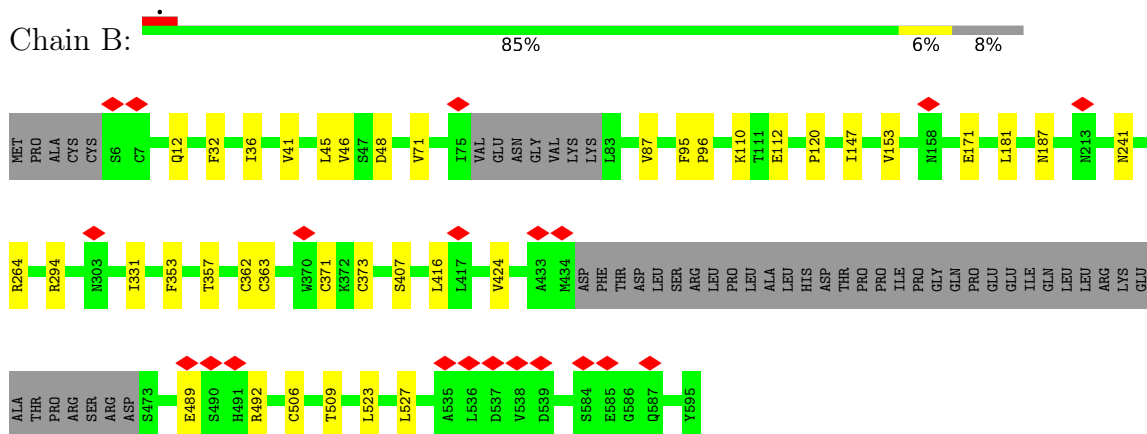 Chain B:
85% 6% 8%
MET PRO ALA CYS CYS S6 C7 Q12 F32 I36 V41 L45 V46 S47 D48 V71 I75 VAL GLU ASN GLY VAL LYS LYS L83 V87 F95 P96 K110 T111 E112 P120 I147 V153 N158 E171 L181 N187 N213 N241
R264 R294 N303 I331 F353 T357 C362 C363 W370 C371 K372 C373 S407 L416 L417 V424 A433 M434 ASP PHE THR ASP LEU SER ARG LEU PRO LEU ALA LEU HIS ASP THR PRO PRO ILE PRO GLY GLN PRO GLU GLU ILE GLN LEU LEU ARG LYS GLU
ALA THR PRO ARG SER ARG ASP S473 E489 S490 H491 R492 C506 T509 L523 L527 A535 L536 D537 V538 D539 S584 E585 G586 Q587 Y595